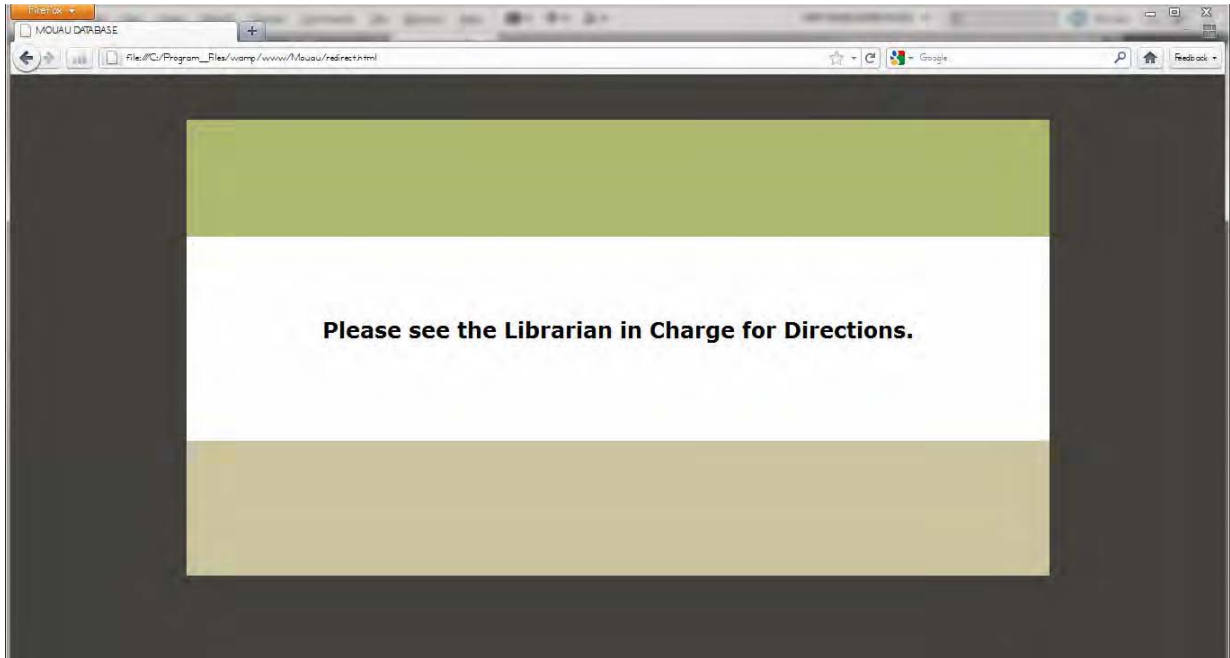 Firefox
MOUAU DATABASE
file:///C:/Program_Files/wamp/www/Mouau/redirect.html
Google
Feedback
Please see the Librarian in Charge for Directions.